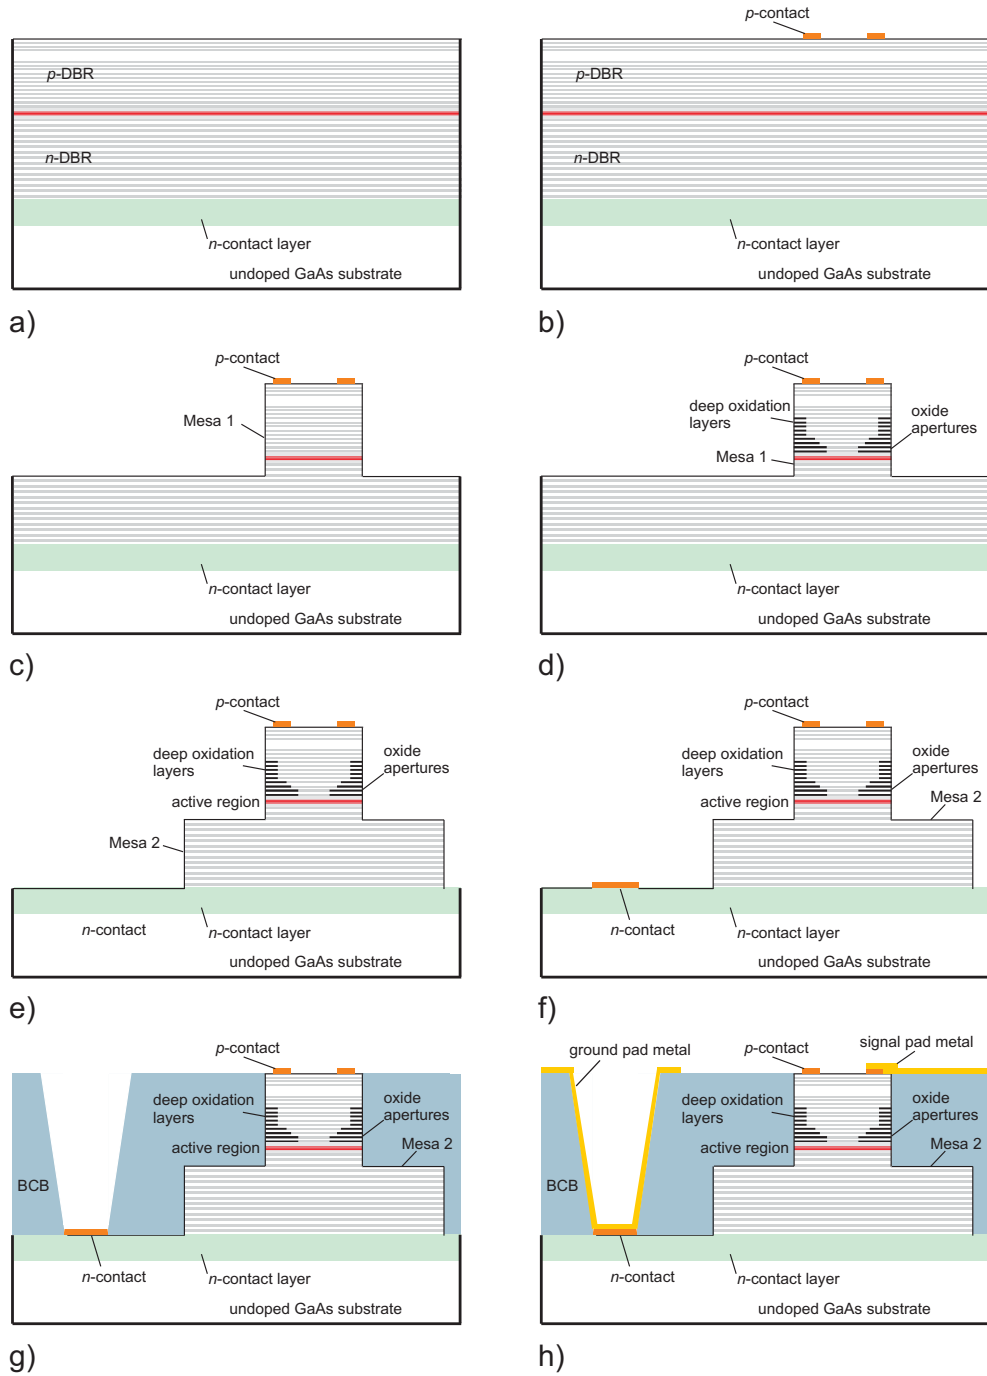 p-DBR
n-DBR
n-contact layer
undoped GaAs substrate
a)
p-contact
p-DBR
n-DBR
n-contact layer
undoped GaAs substrate
b)
p-contact
Mesa 1
n-contact layer
undoped GaAs substrate
c)
p-contact
deep oxidation
layers
oxide
apertures
Mesa 1
n-contact layer
undoped GaAs substrate
d)
p-contact
deep oxidation
layers
oxide
apertures
active region
Mesa 2
n-contact
n-contact layer
undoped GaAs substrate
e)
p-contact
deep oxidation
layers
oxide
apertures
active region
Mesa 2
n-contact
n-contact layer
undoped GaAs substrate
f)
p-contact
deep oxidation
layers
oxide
apertures
active region
Mesa 2
BCB
n-contact
n-contact layer
undoped GaAs substrate
g)
ground pad metal
p-contact
signal pad metal
deep oxidation
layers
oxide
apertures
active region
Mesa 2
BCB
n-contact
n-contact layer
undoped GaAs substrate
h)